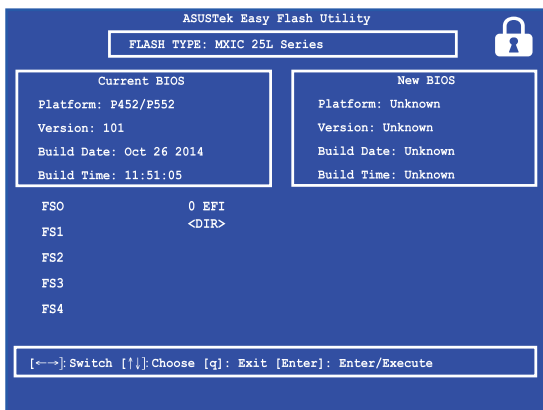 ASUSTek Easy Flash Utility
FLASH TYPE: MXIC 25L Series
Current BIOS
Platform: P452/P552
Version: 101
Build Date: Oct 26 2014
Build Time: 11:51:05
New BIOS
Platform: Unknown
Version: Unknown
Build Date: Unknown
Build Time: Unknown
FSO 0 EFI
FS1 <DIR>
FS2
FS3
FS4
[←→]: Switch [↑↓]: Choose [q]: Exit [Enter]: Enter/Execute